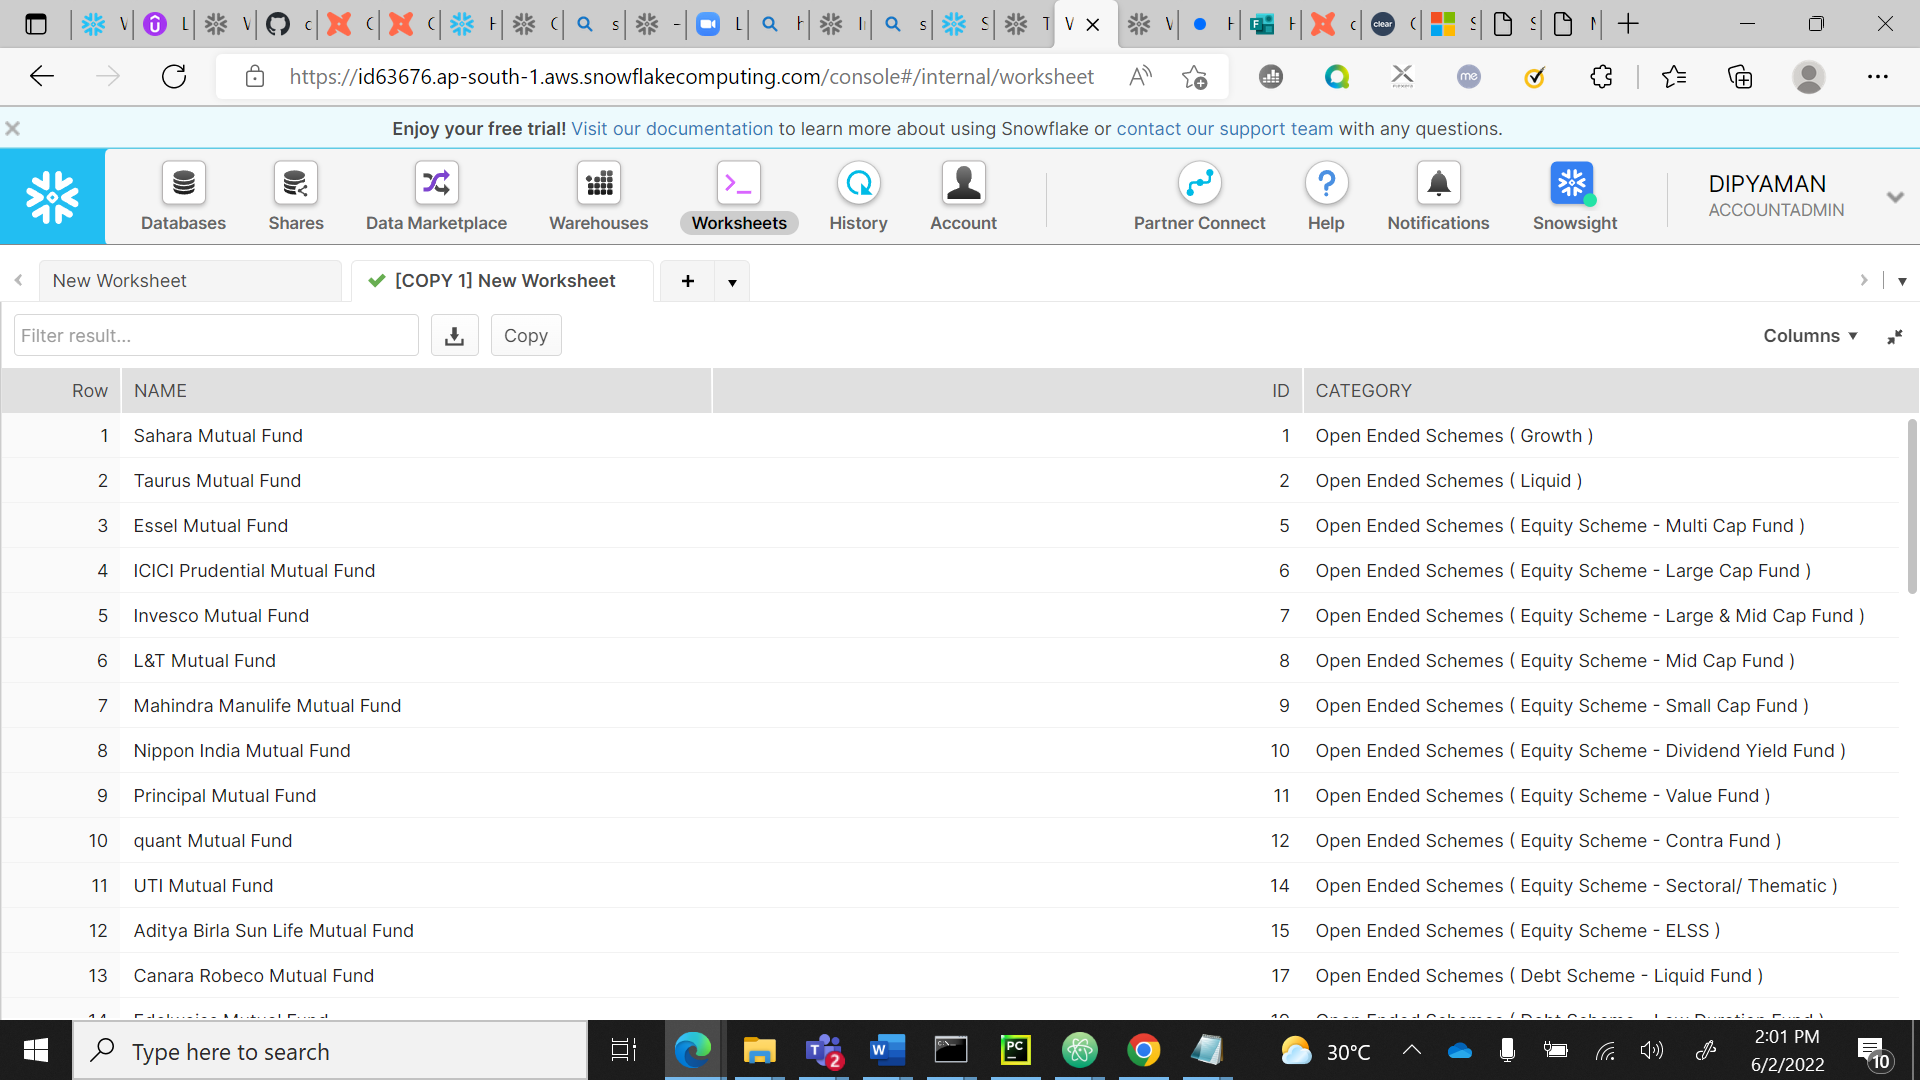 https://id63676.ap-south-1.aws.snowflakecomputing.com/console#/internal/worksheet
Enjoy your free trial! Visit our documentation to learn more about using Snowflake or contact our support team with any questions.
Databases Shares Data Marketplace Warehouses Worksheets History Account Partner Connect Help Notifications Snowsight
DIPYAMAN
ACCOUNTADMIN
New Worksheet [COPY 1] New Worksheet
Filter result... Copy Columns
Row NAME ID CATEGORY
1 Sahara Mutual Fund 1 Open Ended Schemes ( Growth )
2 Taurus Mutual Fund 2 Open Ended Schemes ( Liquid )
3 Essel Mutual Fund 5 Open Ended Schemes ( Equity Scheme - Multi Cap Fund )
4 ICICI Prudential Mutual Fund 6 Open Ended Schemes ( Equity Scheme - Large Cap Fund )
5 Invesco Mutual Fund 7 Open Ended Schemes ( Equity Scheme - Large & Mid Cap Fund )
6 L&T Mutual Fund 8 Open Ended Schemes ( Equity Scheme - Mid Cap Fund )
7 Mahindra Manulife Mutual Fund 9 Open Ended Schemes ( Equity Scheme - Small Cap Fund )
8 Nippon India Mutual Fund 10 Open Ended Schemes ( Equity Scheme - Dividend Yield Fund )
9 Principal Mutual Fund 11 Open Ended Schemes ( Equity Scheme - Value Fund )
10 quant Mutual Fund 12 Open Ended Schemes ( Equity Scheme - Contra Fund )
11 UTI Mutual Fund 14 Open Ended Schemes ( Equity Scheme - Sectoral/ Thematic )
12 Aditya Birla Sun Life Mutual Fund 15 Open Ended Schemes ( Equity Scheme - ELSS )
13 Canara Robeco Mutual Fund 17 Open Ended Schemes ( Debt Scheme - Liquid Fund )
Type here to search
30°C
2:01 PM
6/2/2022
10